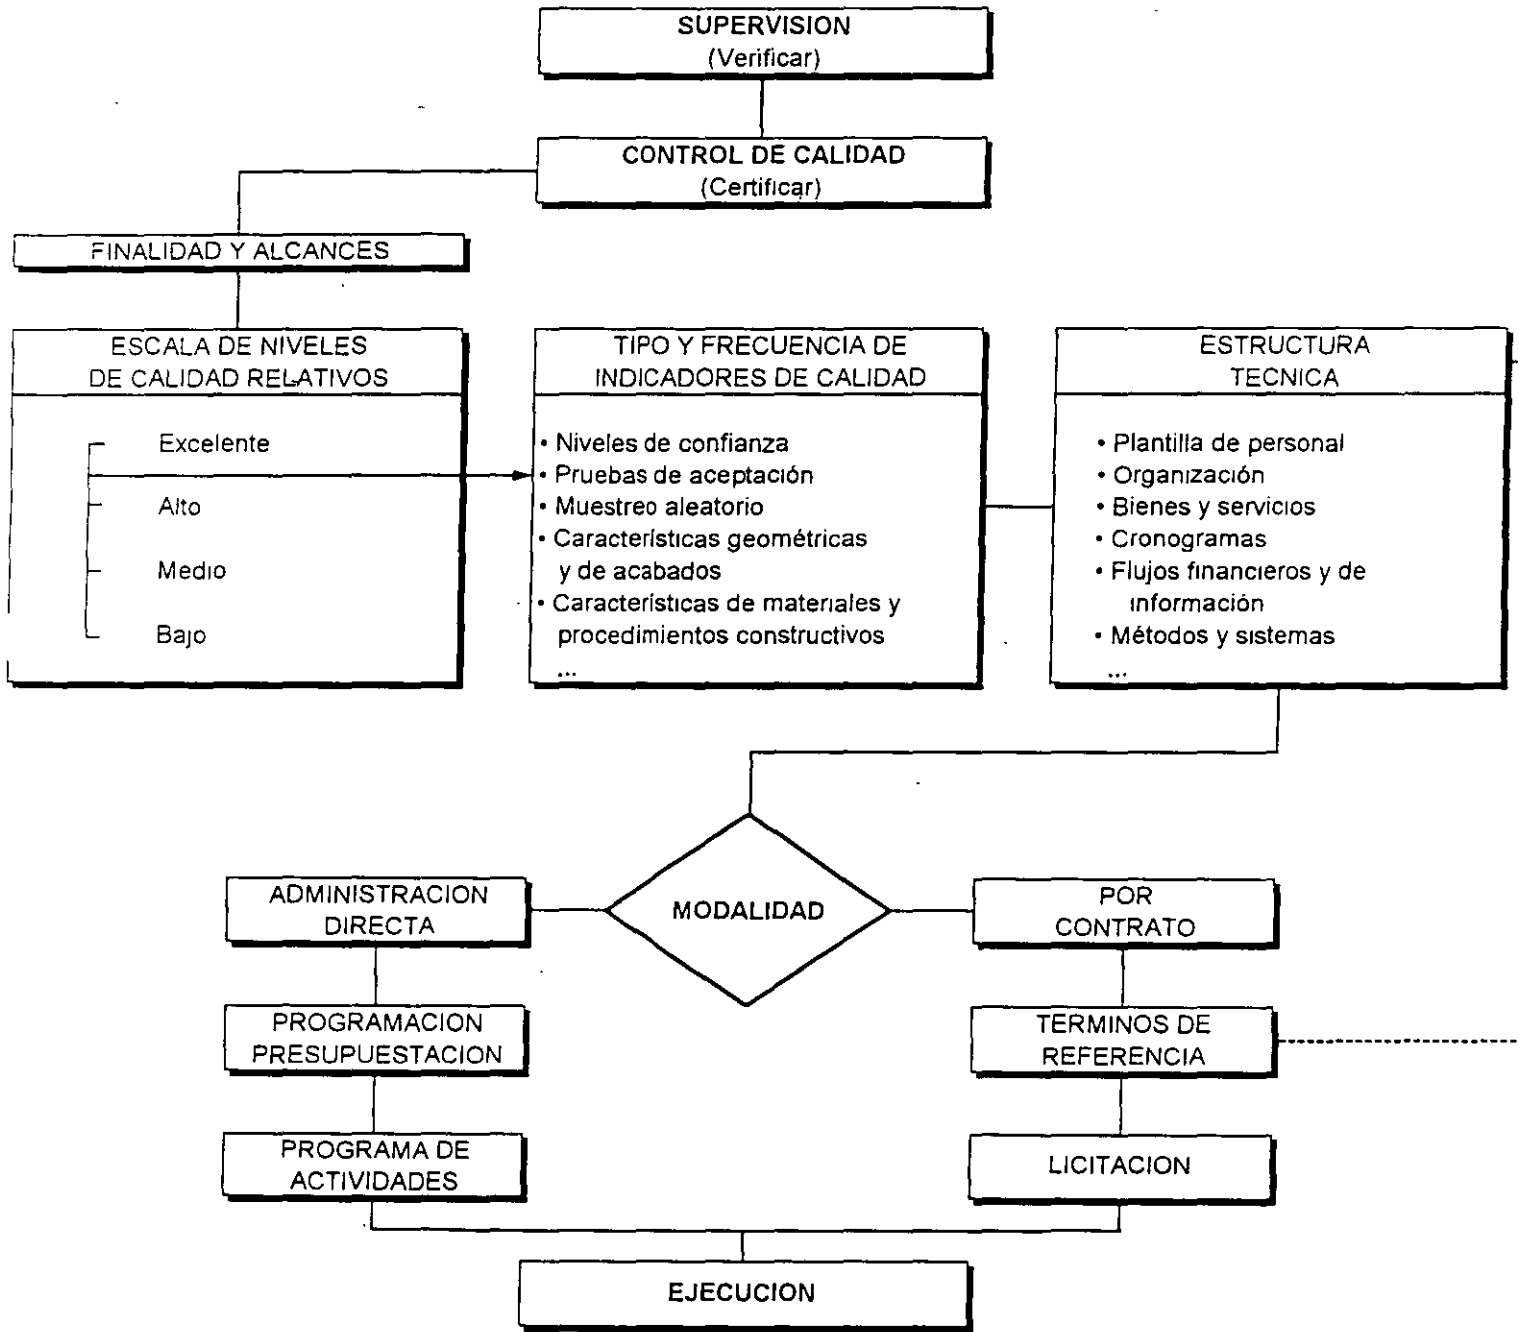 SUPERVISION
(Verificar)
CONTROL DE CALIDAD
(Certificar)
FINALIDAD Y ALCANCES
ESCALA DE NIVELES
DE CALIDAD RELATIVOS
Excelente
Alto
Medio
Bajo
TIPO Y FRECUENCIA DE
INDICADORES DE CALIDAD
• Niveles de confianza
• Pruebas de aceptación
• Muestreo aleatorio
• Características geométricas
y de acabados
• Características de materiales y
procedimientos constructivos
...
ESTRUCTURA
TECNICA
• Plantilla de personal
• Organización
• Bienes y servicios
• Cronogramas
• Flujos financieros y de
información
• Métodos y sistemas
...
MODALIDAD
ADMINISTRACION
DIRECTA
PROGRAMACION
PRESUPUESTACION
PROGRAMA DE
ACTIVIDADES
POR
CONTRATO
TERMINOS DE
REFERENCIA
LICITACION
EJECUCION